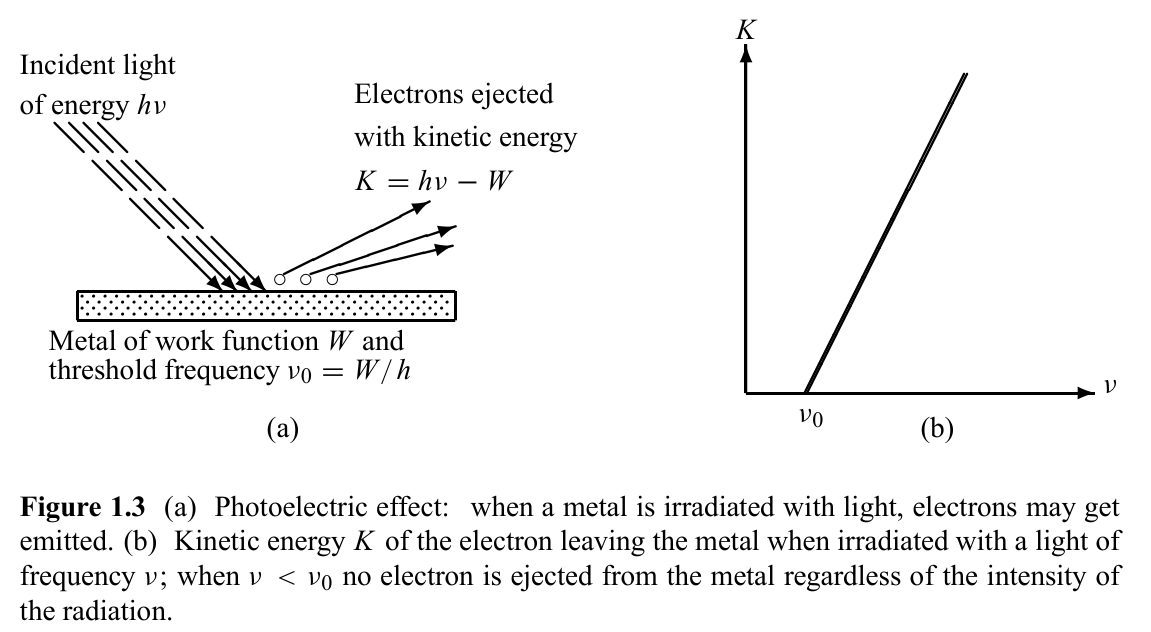 Incident light
of energy hν
Electrons ejected
with kinetic energy
K = hν − W
Metal of work function W and
threshold frequency ν₀ = W/h
(a)
K
ν
ν₀
(b)
Figure 1.3 (a) Photoelectric effect: when a metal is irradiated with light, electrons may get
emitted. (b) Kinetic energy K of the electron leaving the metal when irradiated with a light of
frequency ν; when ν < ν₀ no electron is ejected from the metal regardless of the intensity of
the radiation.